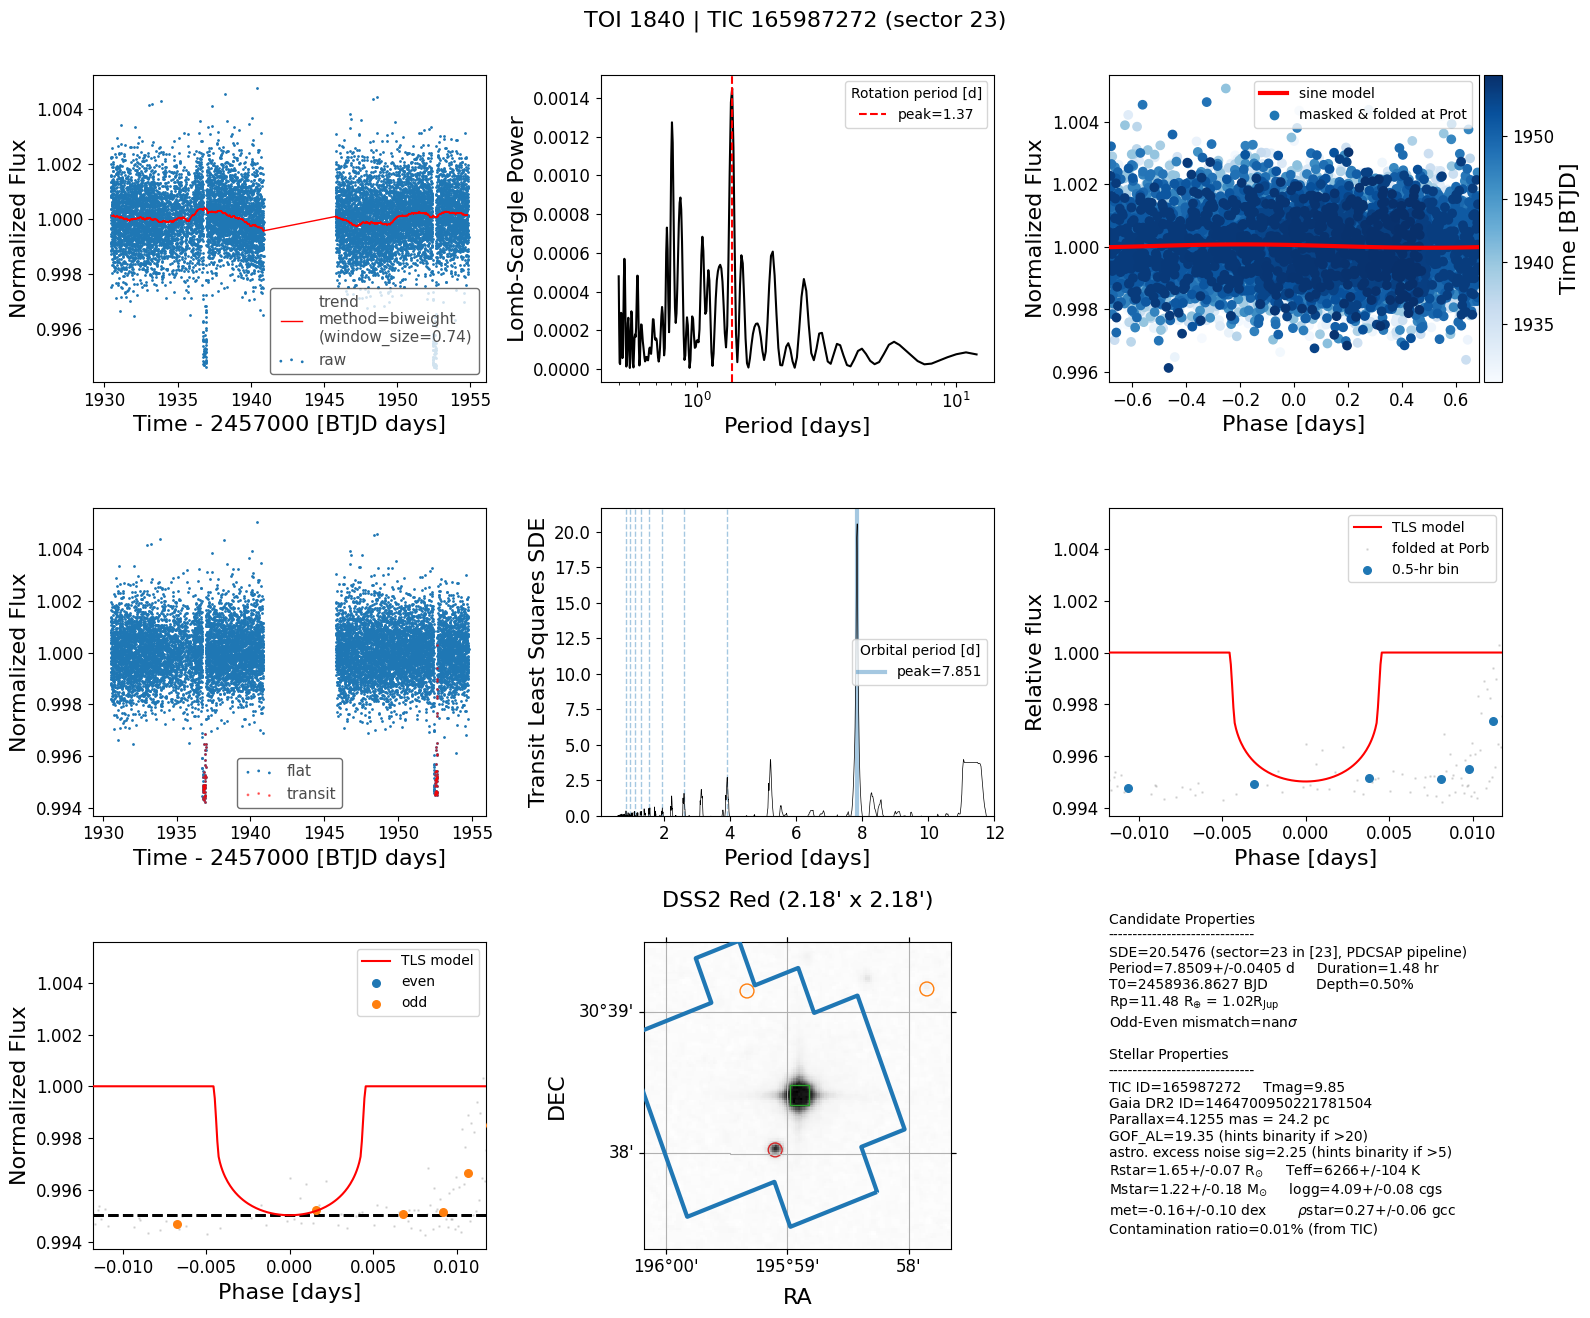 TOI 1840 | TIC 165987272 (sector 23)
Normalized Flux
1.004
1.002
1.000
0.998
0.996
trend
method=biweight
(window_size=0.74)
raw
1930 1935 1940 1945 1950 1955
Time - 2457000 [BTJD days]
Lomb-Scargle Power
0.0014
0.0012
0.0010
0.0008
0.0006
0.0004
0.0002
0.0000
Rotation period [d]
peak=1.37
10⁰ 10¹
Period [days]
Normalized Flux
1.004
1.002
1.000
0.998
0.996
sine model
masked & folded at Prot
−0.6 −0.4 −0.2 0.0 0.2 0.4 0.6
Phase [days]
1950
1945
1940
1935
Time [BTJD]
Normalized Flux
1.004
1.002
1.000
0.998
0.996
0.994
flat
transit
1930 1935 1940 1945 1950 1955
Time - 2457000 [BTJD days]
Transit Least Squares SDE
20.0
17.5
15.0
12.5
10.0
7.5
5.0
2.5
0.0
Orbital period [d]
peak=7.851
2 4 6 8 10 12
Period [days]
Relative flux
1.004
1.002
1.000
0.998
0.996
0.994
TLS model
folded at Porb
0.5-hr bin
−0.010 −0.005 0.000 0.005 0.010
Phase [days]
Normalized Flux
1.004
1.002
1.000
0.998
0.996
0.994
TLS model
even
odd
−0.010 −0.005 0.000 0.005 0.010
Phase [days]
DSS2 Red (2.18' x 2.18')
DEC
30°39'
38'
196°00' 195°59' 58'
RA
Candidate Properties
------------------------------
SDE=20.5476 (sector=23 in [23], PDCSAP pipeline)
Period=7.8509+/-0.0405 d Duration=1.48 hr
T0=2458936.8627 BJD Depth=0.50%
Rp=11.48 R⊕ = 1.02RJup
Odd-Even mismatch=nanσ
Stellar Properties
------------------------------
TIC ID=165987272 Tmag=9.85
Gaia DR2 ID=1464700950221781504
Parallax=4.1255 mas = 24.2 pc
GOF_AL=19.35 (hints binarity if >20)
astro. excess noise sig=2.25 (hints binarity if >5)
Rstar=1.65+/-0.07 R⊙ Teff=6266+/-104 K
Mstar=1.22+/-0.18 M⊙ logg=4.09+/-0.08 cgs
met=-0.16+/-0.10 dex ρstar=0.27+/-0.06 gcc
Contamination ratio=0.01% (from TIC)